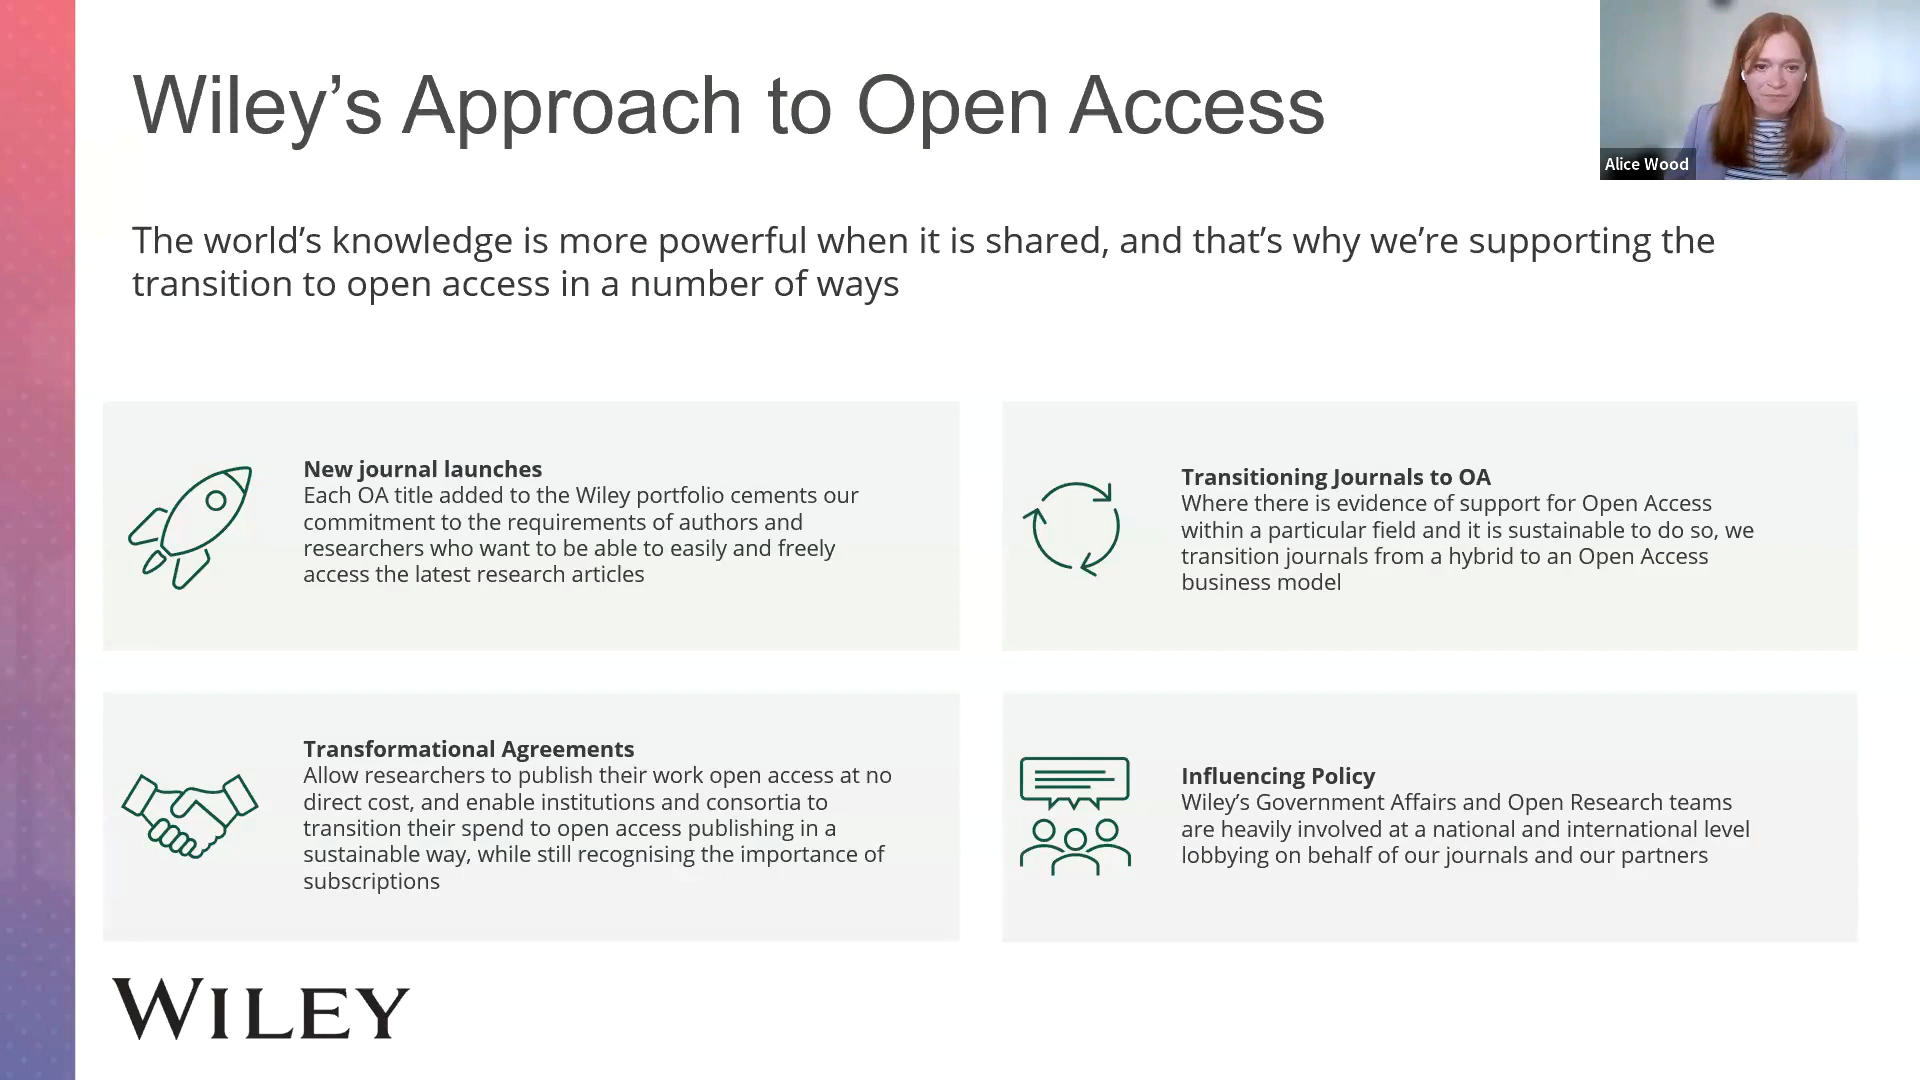 Wiley’s Approach to Open Access
Alice Wood
The world’s knowledge is more powerful when it is shared, and that’s why we’re supporting the
transition to open access in a number of ways
New journal launches
Each OA title added to the Wiley portfolio cements our
commitment to the requirements of authors and
researchers who want to be able to easily and freely
access the latest research articles
Transitioning Journals to OA
Where there is evidence of support for Open Access
within a particular field and it is sustainable to do so, we
transition journals from a hybrid to an Open Access
business model
Transformational Agreements
Allow researchers to publish their work open access at no
direct cost, and enable institutions and consortia to
transition their spend to open access publishing in a
sustainable way, while still recognising the importance of
subscriptions
Influencing Policy
Wiley’s Government Affairs and Open Research teams
are heavily involved at a national and international level
lobbying on behalf of our journals and our partners
WILEY